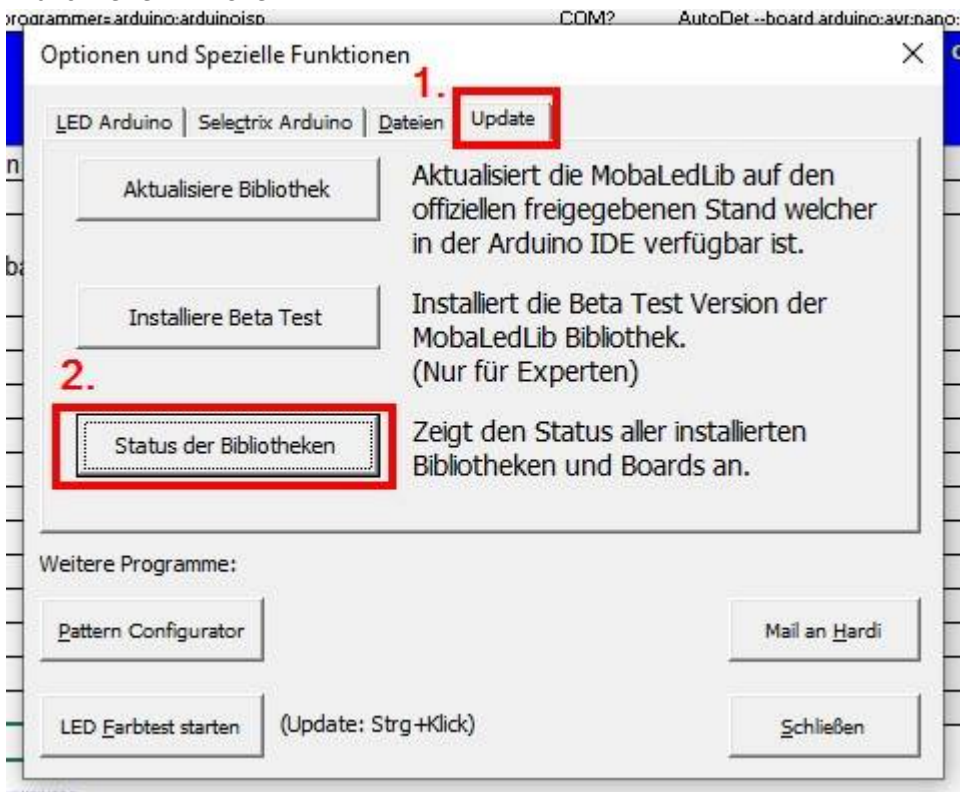 programmer=arduino:arduinoisp COM? AutoDet --board arduino:avr:nano:
Optionen und Spezielle Funktionen
1.
LED Arduino Selectrix Arduino Dateien Update
Aktualisiere Bibliothek
Aktualisiert die MobaLedLib auf den
offiziellen freigegebenen Stand welcher
in der Arduino IDE verfügbar ist.
Installiere Beta Test
Installiert die Beta Test Version der
MobaLedLib Bibliothek.
(Nur für Experten)
2.
Status der Bibliotheken
Zeigt den Status aller installierten
Bibliotheken und Boards an.
Weitere Programme:
Pattern Configurator
Mail an Hardi
LED Farbtest starten
(Update: Strg+Klick)
Schließen